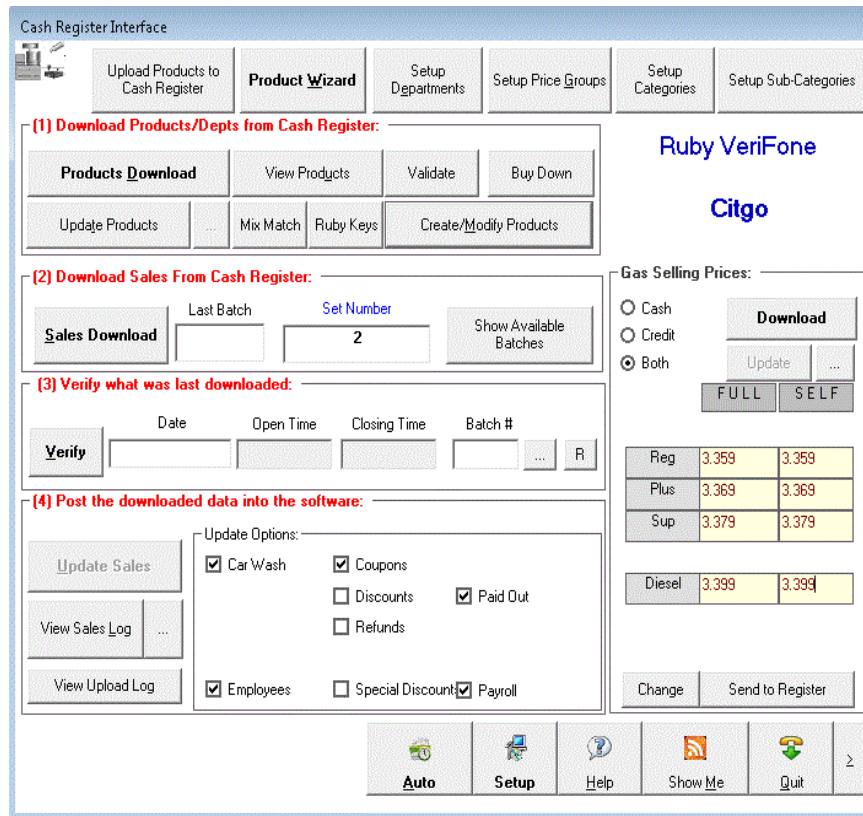 Cash Register Interface
Upload Products to
Cash Register
Product Wizard
Setup
Departments
Setup Price Groups
Setup
Categories
Setup Sub-Categories
(1) Download Products/Depts from Cash Register:
Products Download
View Products
Validate
Buy Down
Update Products
...
Mix Match
Ruby Keys
Create/Modify Products
Ruby VeriFone
Citgo
(2) Download Sales From Cash Register:
Sales Download
Last Batch
Set Number
2
Show Available
Batches
Gas Selling Prices:
Cash
Credit
Both
Download
Update
...
FULL
SELF
Reg 3.359 3.359
Plus 3.369 3.369
Sup 3.379 3.379
Diesel 3.399 3.399
Change
Send to Register
(3) Verify what was last downloaded:
Verify
Date
Open Time
Closing Time
Batch #
...
R
(4) Post the downloaded data into the software:
Update Sales
View Sales Log
...
View Upload Log
Update Options:
Car Wash
Coupons
Discounts
Paid Out
Refunds
Employees
Special Discount
Payroll
Auto
Setup
Help
Show Me
Quit
>